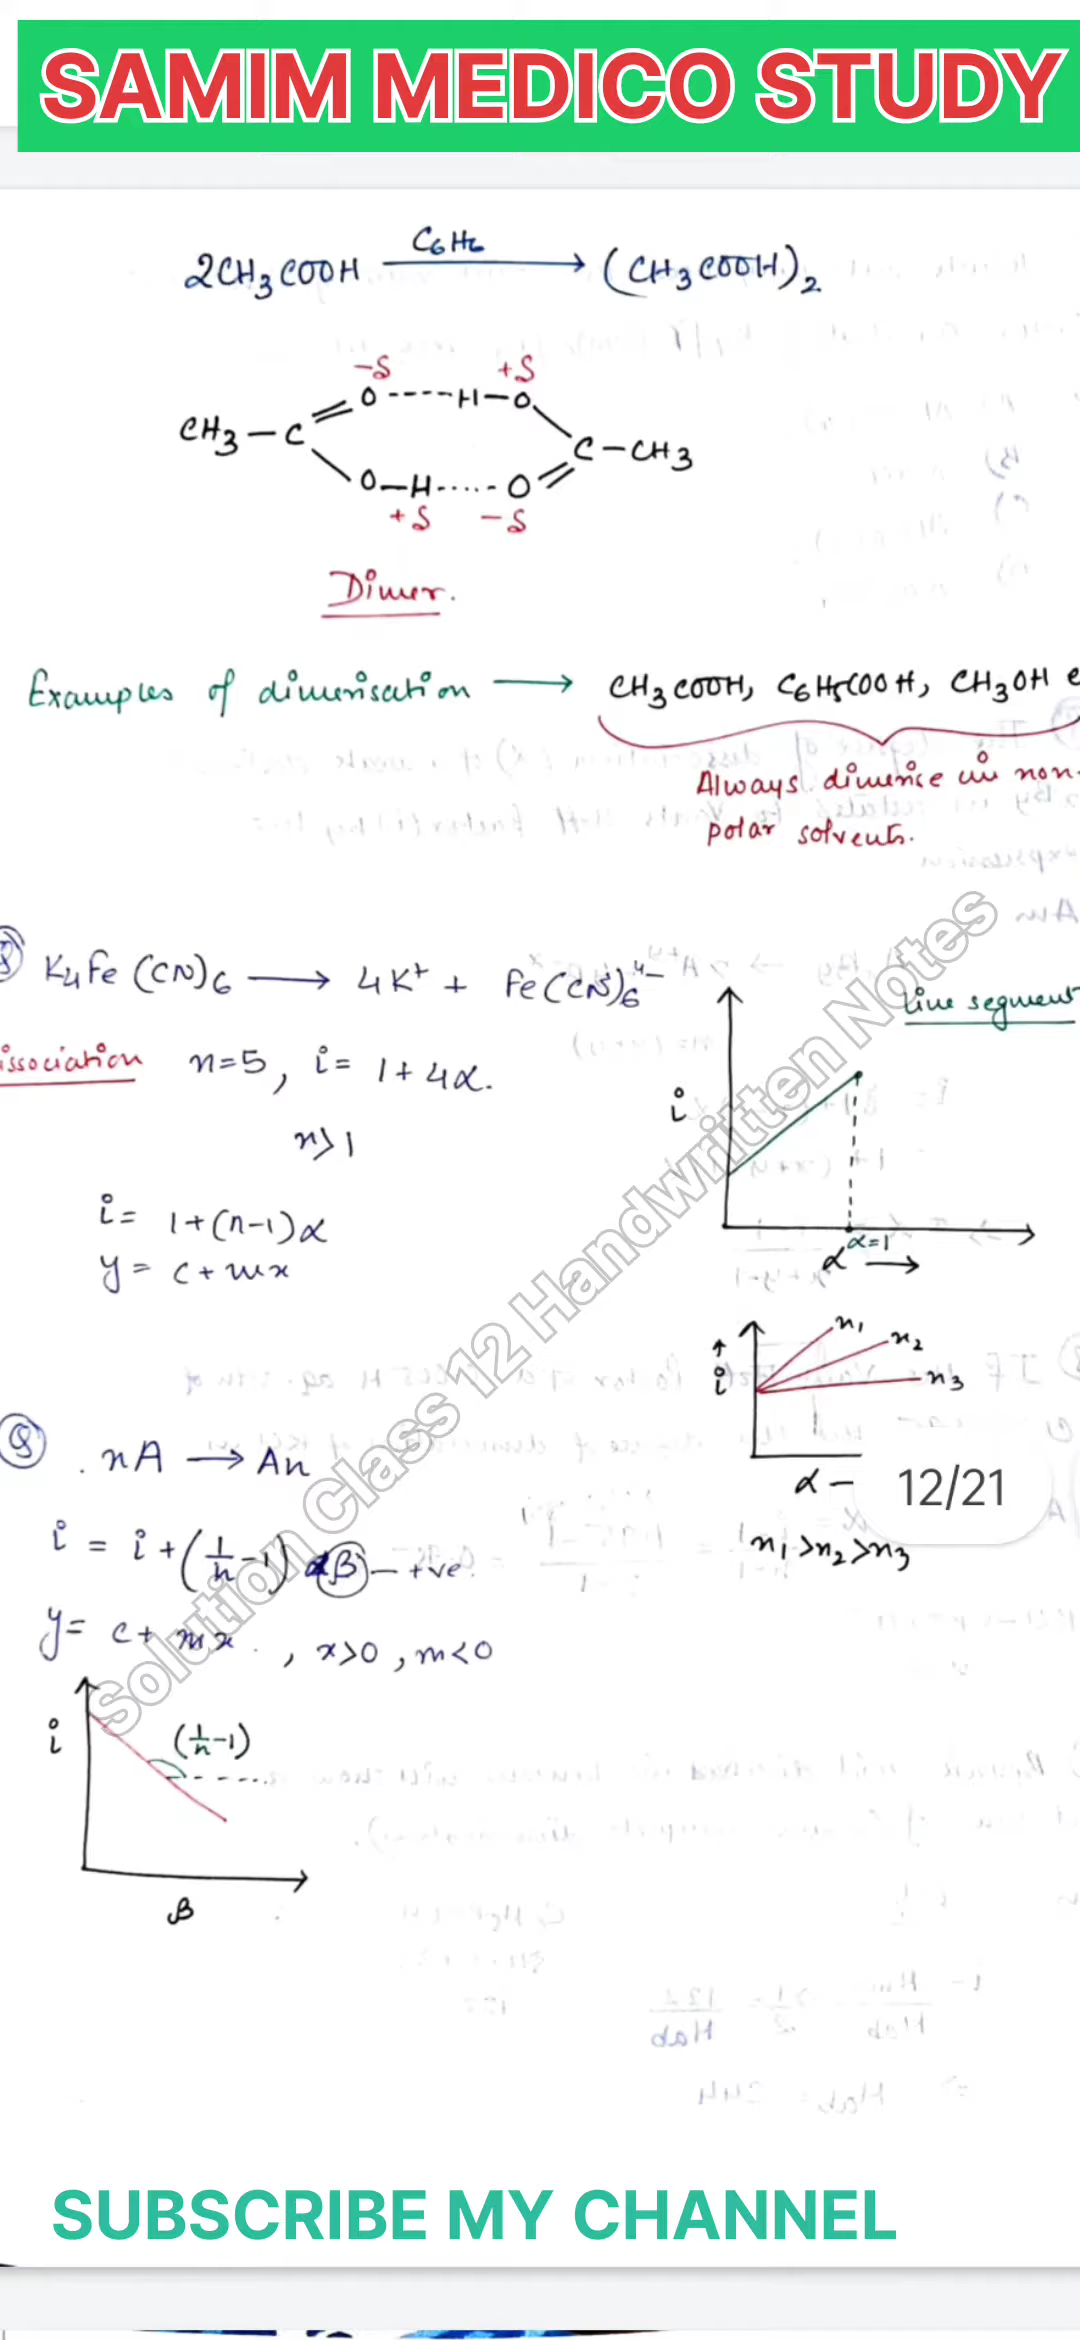 SAMIM MEDICO STUDY
2CH3COOH C6H6 → (CH3COOH)2
-δ +δ
O ---- H—O
CH3—C C—CH3
O—H ..... O
+δ -δ
Dimer.
Examples of dimerisation → CH3COOH, C6H5COOH, CH3OH e
Always dimerise in non-
polar solvents.
K4Fe(CN)6 → 4K+ + Fe(CN)6 4-
Line segment
issociation n=5, i= 1+4α.
n>1
i
i= 1+(n-1)α
y= c+mx
α=1
α →
n1
n2
n3
i
Q nA → An
α — 12/21
i = i+(1/n -1) αβ — +ve
n1>n2>n3
y= c+ mx , x>0, m<0
i
(1/n -1)
β
Solution Class 12 Handwritten Notes
SUBSCRIBE MY CHANNEL